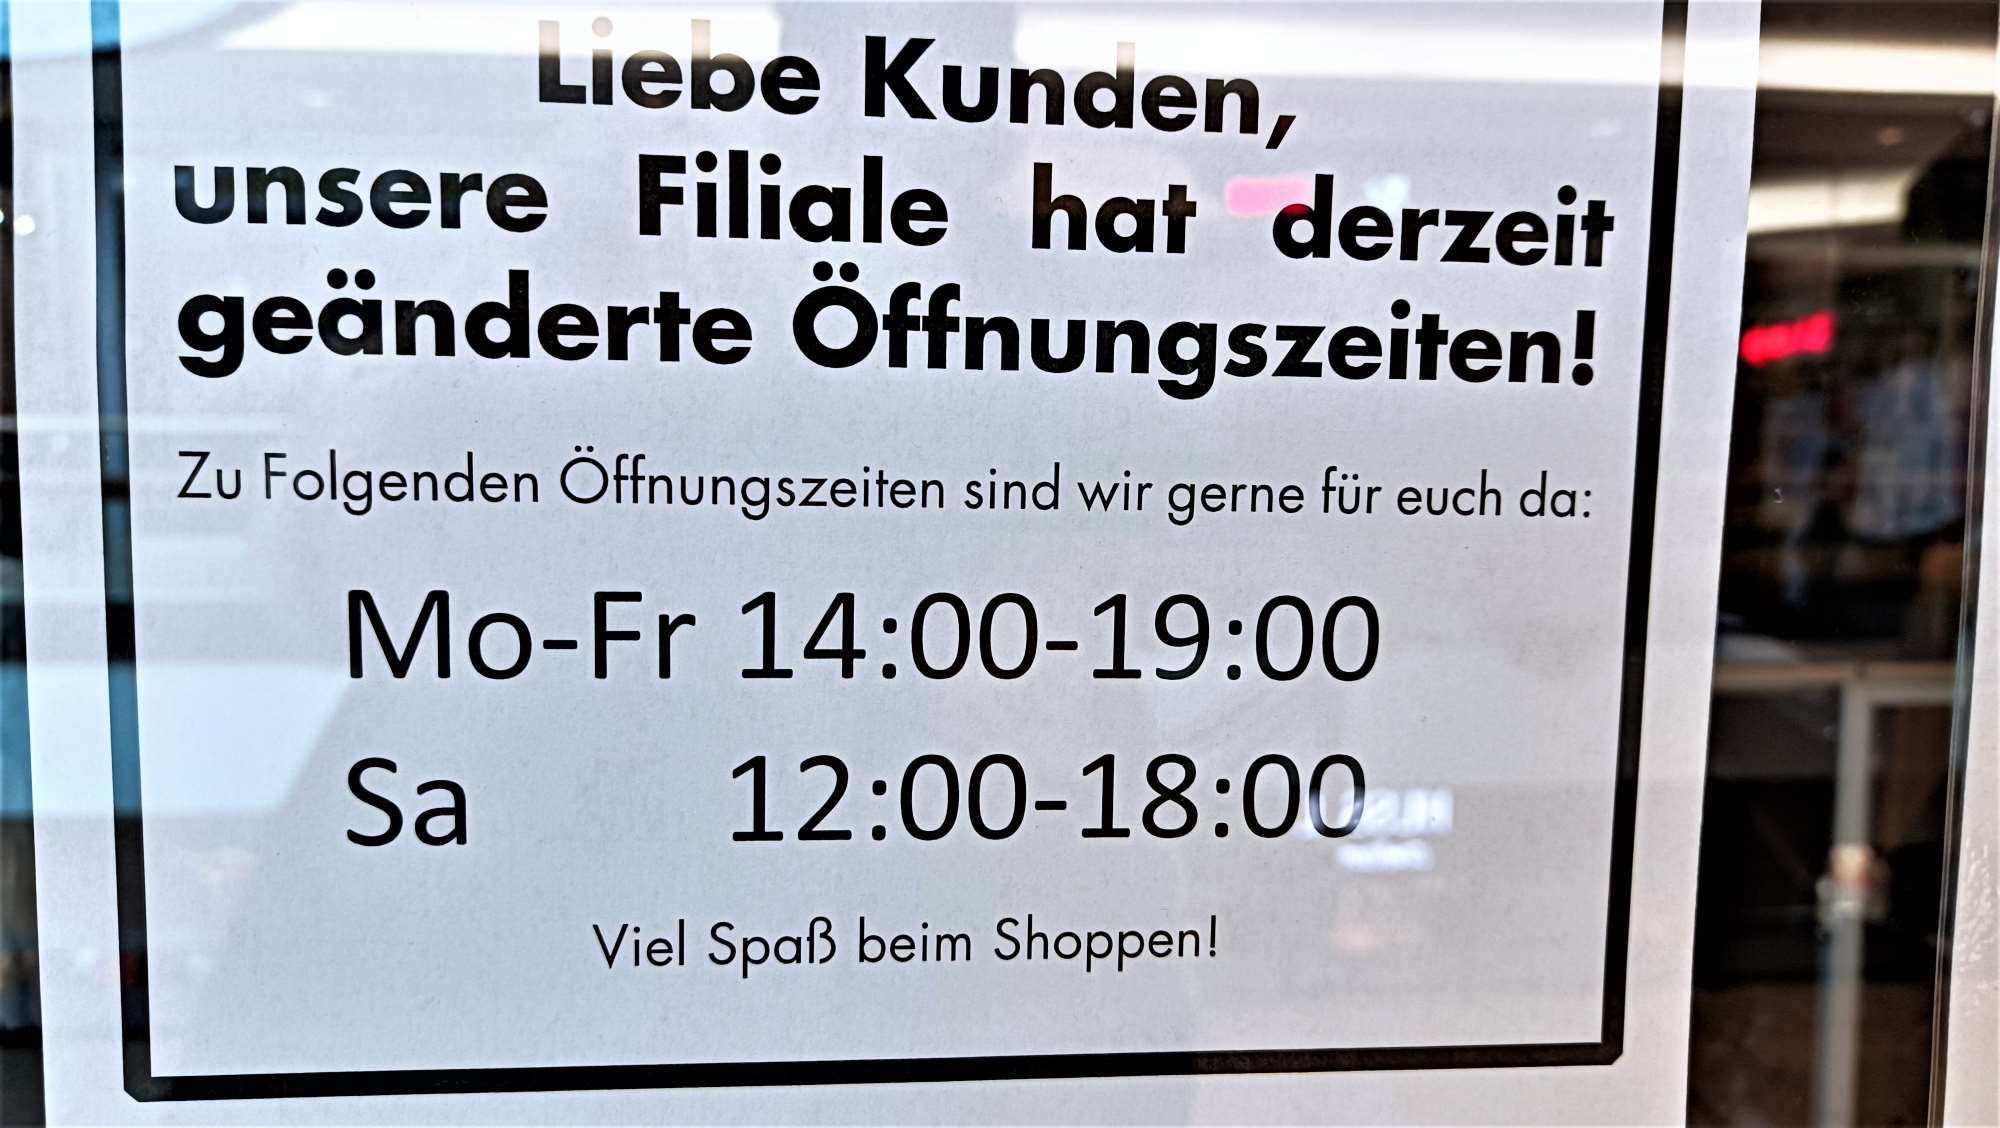 Liebe Kunden,
unsere Filiale hat derzeit
geänderte Öffnungszeiten!
Zu Folgenden Öffnungszeiten sind wir gerne für euch da:
Mo-Fr 14:00-19:00
Sa 12:00-18:00
Viel Spaß beim Shoppen!